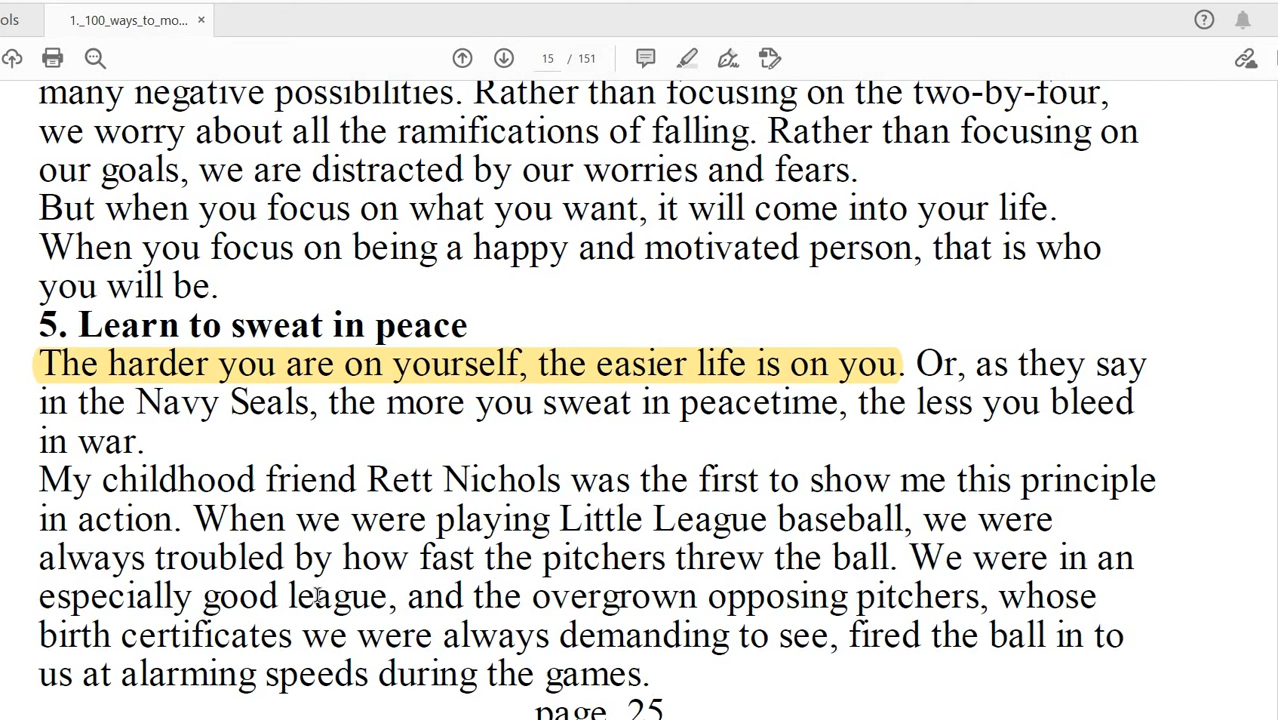 ols
1._100_ways_to_mo...
15 / 151
many negative possibilities. Rather than focusing on the two-by-four,
we worry about all the ramifications of falling. Rather than focusing on
our goals, we are distracted by our worries and fears.
But when you focus on what you want, it will come into your life.
When you focus on being a happy and motivated person, that is who
you will be.
5. Learn to sweat in peace
The harder you are on yourself, the easier life is on you. Or, as they say
in the Navy Seals, the more you sweat in peacetime, the less you bleed
in war.
My childhood friend Rett Nichols was the first to show me this principle
in action. When we were playing Little League baseball, we were
always troubled by how fast the pitchers threw the ball. We were in an
especially good league, and the overgrown opposing pitchers, whose
birth certificates we were always demanding to see, fired the ball in to
us at alarming speeds during the games.
page 25